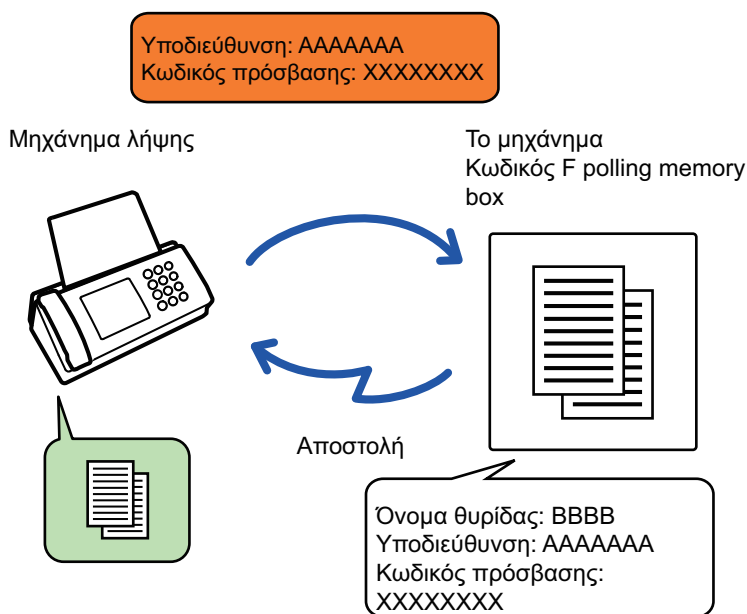 Υποδιεύθυνση: AAAAAAA
Κωδικός πρόσβασης: XXXXXXXX
Μηχάνημα λήψης
Το μηχάνημα
Κωδικός F polling memory
box
Αποστολή
Όνομα θυρίδας: BBBB
Υποδιεύθυνση: AAAAAAA
Κωδικός πρόσβασης:
XXXXXXXX